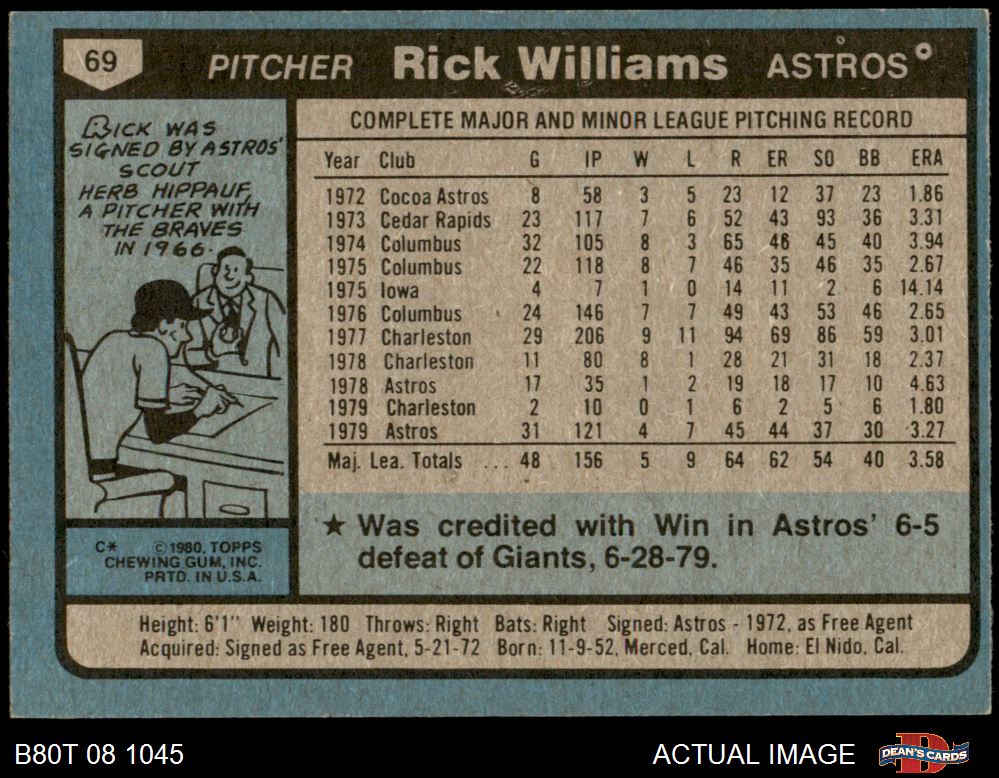 69 PITCHER Rick Williams ASTROS
RICK WAS
SIGNED BY ASTROS'
SCOUT
HERB HIPPAUF,
A PITCHER WITH
THE BRAVES
IN 1966.
COMPLETE MAJOR AND MINOR LEAGUE PITCHING RECORD
Year Club G IP W L R ER SO BB ERA
1972 Cocoa Astros 8 58 3 5 23 12 37 23 1.86
1973 Cedar Rapids 23 117 7 6 52 43 93 36 3.31
1974 Columbus 32 105 8 3 65 46 45 40 3.94
1975 Columbus 22 118 8 7 46 35 46 35 2.67
1975 Iowa 4 7 1 0 14 11 2 6 14.14
1976 Columbus 24 146 7 7 49 43 53 46 2.65
1977 Charleston 29 206 9 11 94 69 86 59 3.01
1978 Charleston 11 80 8 1 28 21 31 18 2.37
1978 Astros 17 35 1 2 19 18 17 10 4.63
1979 Charleston 2 10 0 1 6 2 5 6 1.80
1979 Astros 31 121 4 7 45 44 37 30 3.27
Maj. Lea. Totals ... 48 156 5 9 64 62 54 40 3.58
★ Was credited with Win in Astros' 6-5
defeat of Giants, 6-28-79.
C* © 1980, TOPPS
CHEWING GUM, INC.
PRTD. IN U.S.A.
Height: 6'1" Weight: 180 Throws: Right Bats: Right Signed: Astros - 1972, as Free Agent
Acquired: Signed as Free Agent, 5-21-72 Born: 11-9-52, Merced, Cal. Home: El Nido, Cal.
B80T 08 1045 ACTUAL IMAGE DEAN'S CARDS